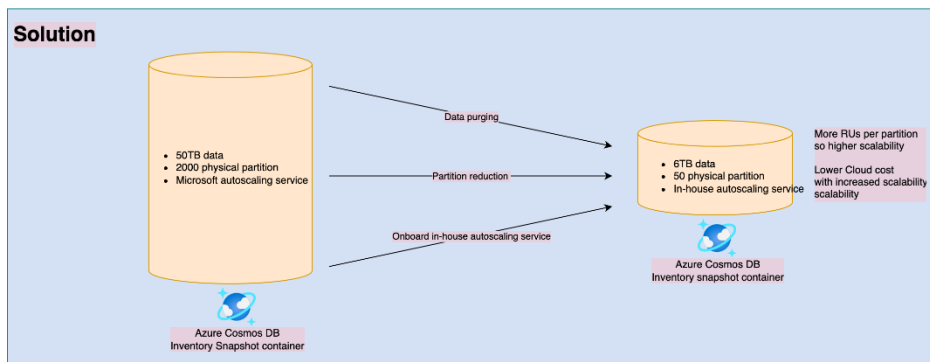 Solution
• 50TB data
• 2000 physical partition
• Microsoft autoscaling service
Azure Cosmos DB
Inventory Snapshot container
Data purging
Partition reduction
Onboard in-house autoscaling service
• 6TB data
• 50 physical partition
• In-house autoscaling service
Azure Cosmos DB
Inventory snapshot container
More RUs per partition
so higher scalability
Lower Cloud cost
with increased scalability
scalability